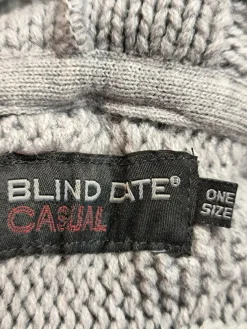 BLIND DATE®
CASUAL
ONE
SIZE